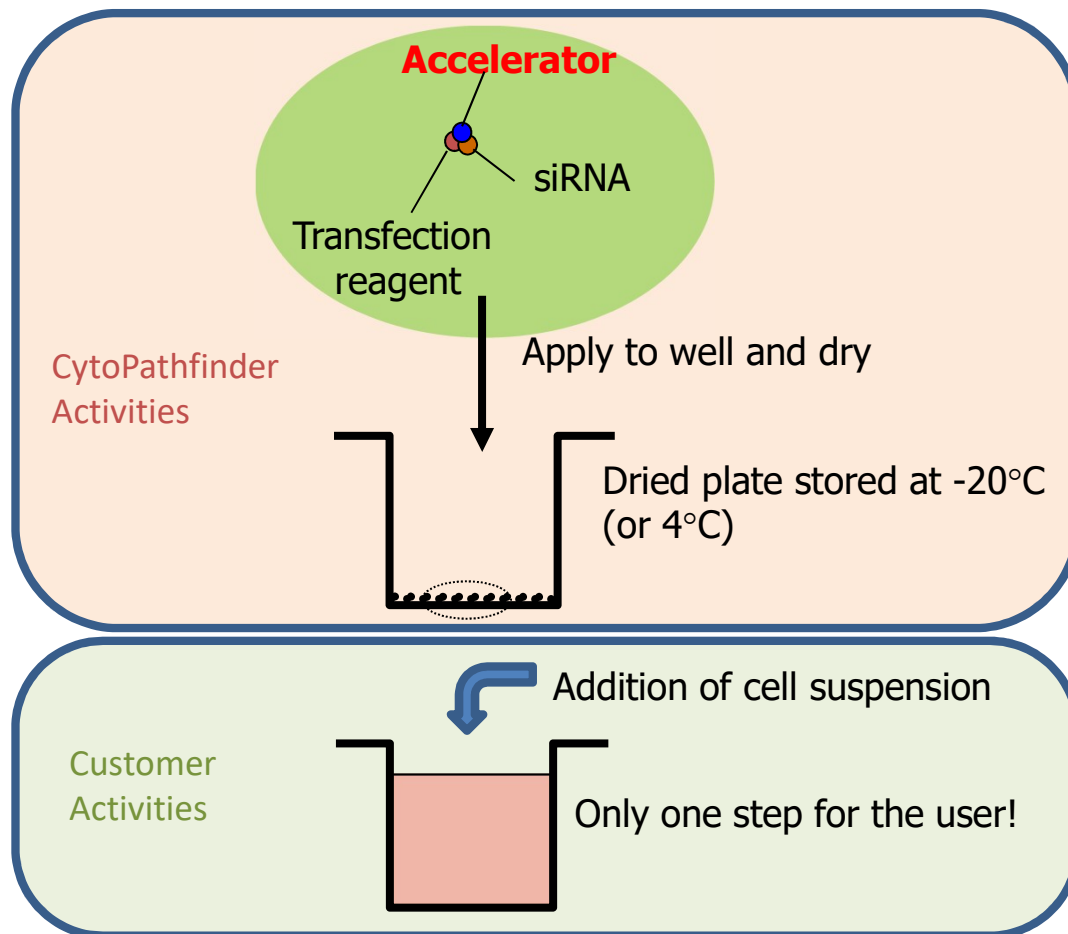 Accelerator
siRNA
Transfection
reagent
Apply to well and dry
CytoPathfinder
Activities
Dried plate stored at -20°C
(or 4°C)
Addition of cell suspension
Customer
Activities
Only one step for the user!